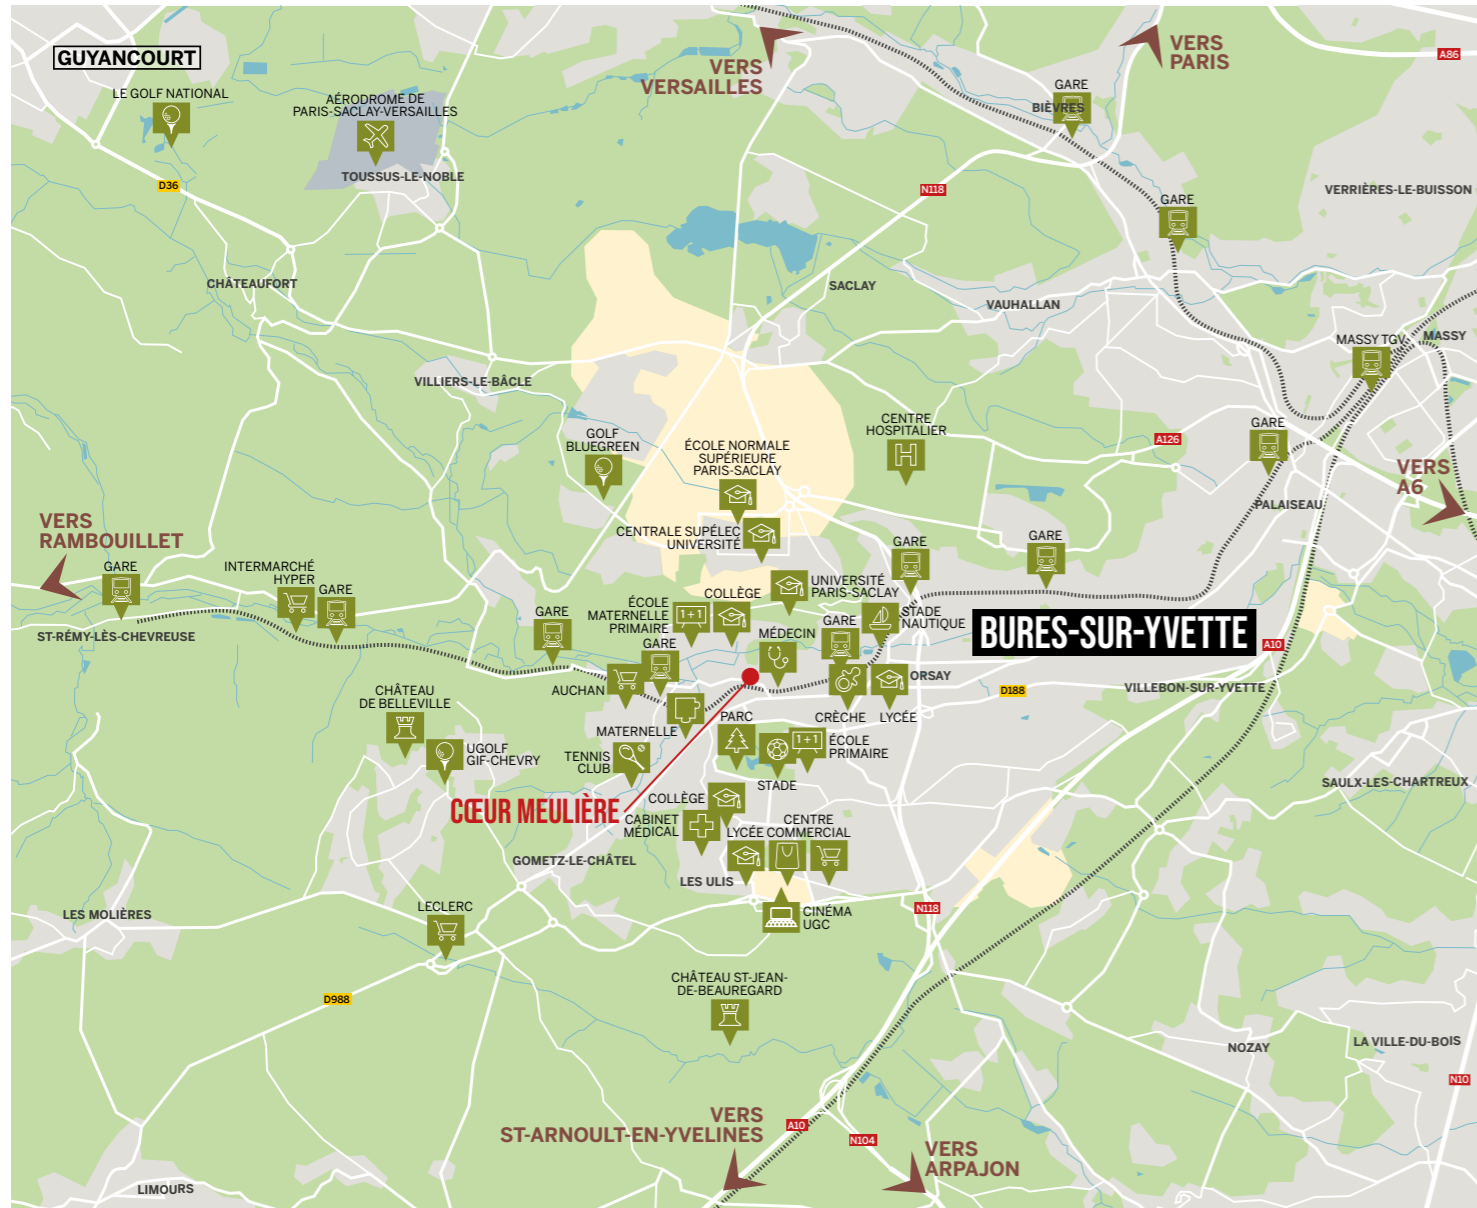 GUYANCOURT
LE GOLF NATIONAL
AÉRODROME DE
PARIS-SACLAY-VERSAILLES
TOUSSUS-LE-NOBLE
D36
VERS
VERSAILLES
VERS
PARIS
A86
GARE
BIÈVRES
N118
VERRIÈRES-LE-BUISSON
GARE
CHÂTEAUFORT
SACLAY
VAUHALLAN
MASSY TGV
MASSY
VILLIERS-LE-BÂCLE
GOLF
BLUEGREEN
ÉCOLE NORMALE
SUPÉRIEURE
PARIS-SACLAY
CENTRE
HOSPITALIER
H
A126
GARE
VERS
A6
PALAISEAU
VERS
RAMBOUILLET
CENTRALE SUPÉLEC
UNIVERSITÉ
GARE
GARE
GARE
INTERMARCHÉ
HYPER
GARE
ST-RÉMY-LÈS-CHEVREUSE
GARE
ÉCOLE
MATERNELLE
PRIMAIRE
1+1
COLLÈGE
UNIVERSITÉ
PARIS-SACLAY
STADE
NAUTIQUE
GARE
MÉDECIN
GARE
BURES-SUR-YVETTE
A10
AUCHAN
ORSAY
D188
VILLEBON-SUR-YVETTE
CHÂTEAU
DE BELLEVILLE
MATERNELLE
PARC
CRÈCHE
LYCÉE
UGOLF
GIF-CHEVRY
TENNIS
CLUB
1+1
ÉCOLE
PRIMAIRE
STADE
SAULX-LES-CHARTREUX
CŒUR MEULIÈRE
COLLÈGE
CABINET
MÉDICAL
LYCÉE
CENTRE
COMMERCIAL
GOMETZ-LE-CHÂTEL
LES ULIS
LES MOLIÈRES
LECLERC
CINÉMA
UGC
N118
CHÂTEAU ST-JEAN-
DE-BEAUREGARD
D988
NOZAY
LA VILLE-DU-BOIS
N10
VERS
ST-ARNOULT-EN-YVELINES
A10
N104
VERS
ARPAJON
LIMOURS